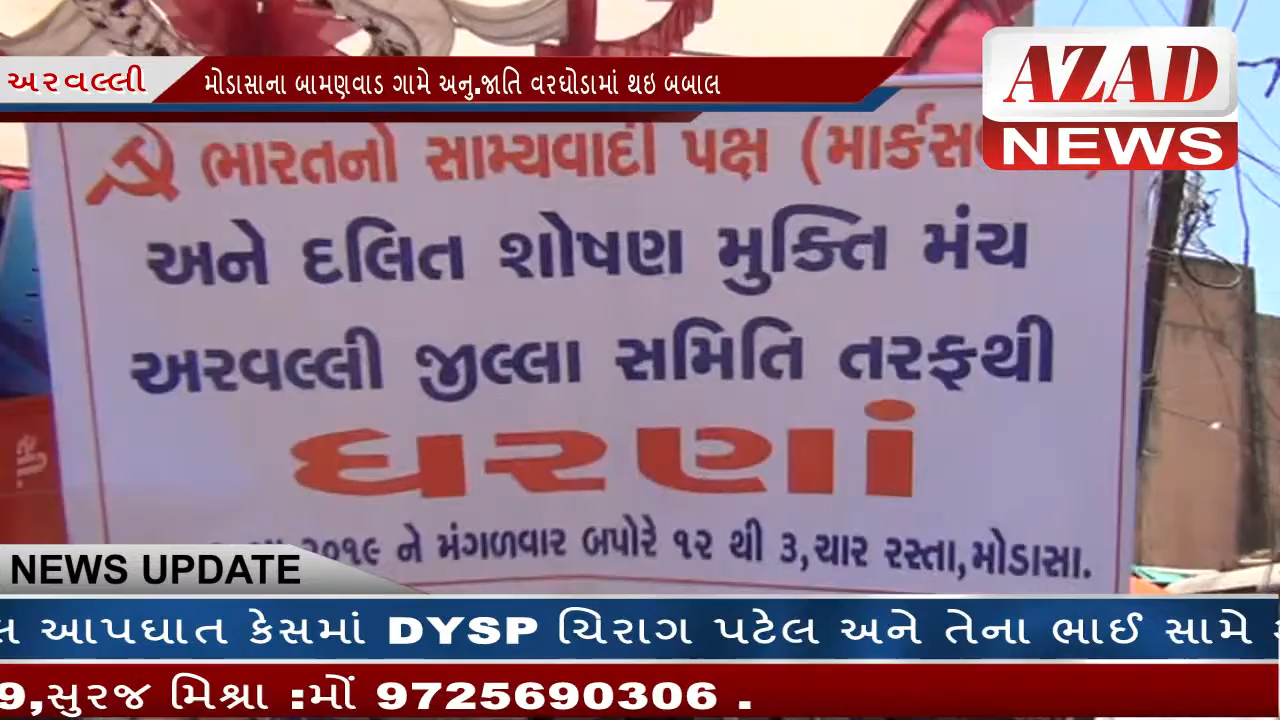 અરવલ્લી
મોડાસાના બામણવાડ ગામે અનુ.જાતિ વરઘોડામાં થઇ બબાલ
AZAD
NEWS
ભારતનો સામ્યવાદી પક્ષ
અને દલિત શોષણ મુક્તિ મંચ
અરવલ્લી જીલ્લા સમિતિ તરફથી
ધરણાં
૨૦૧૯ ને મંગળવાર બપોરે ૧૨ થી ૩,ચાર રસ્તા,મોડાસા.
NEWS UPDATE
આપઘાત કેસમાં DYSP ચિરાગ પટેલ અને તેના ભાઈ સામે
9,સુરજ મિશ્રા :મોં 9725690306 .